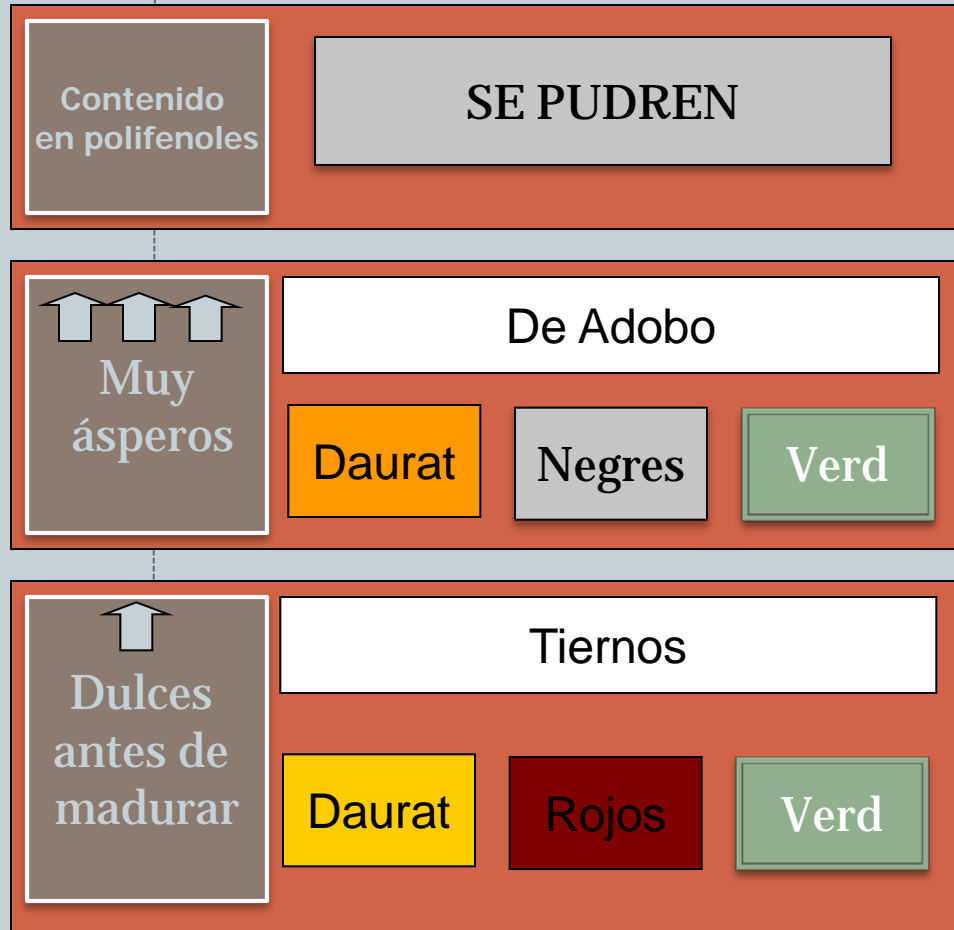 Contenido
en polifenoles
SE PUDREN
Muy
ásperos
De Adobo
Daurat
Negres
Verd
Dulces
antes de
madurar
Tiernos
Daurat
Rojos
Verd